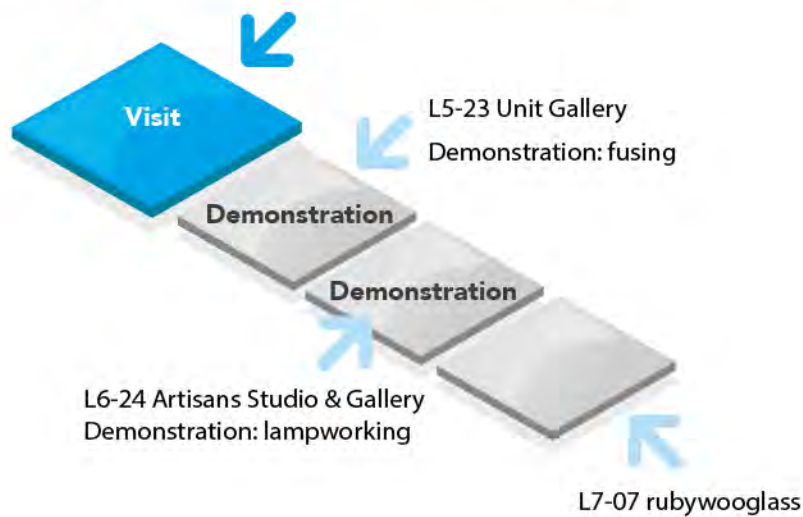 Visit
L5-23 Unit Gallery
Demonstration: fusing
Demonstration
Demonstration
L6-24 Artisans Studio & Gallery
Demonstration: lampworking
L7-07 rubywooglass